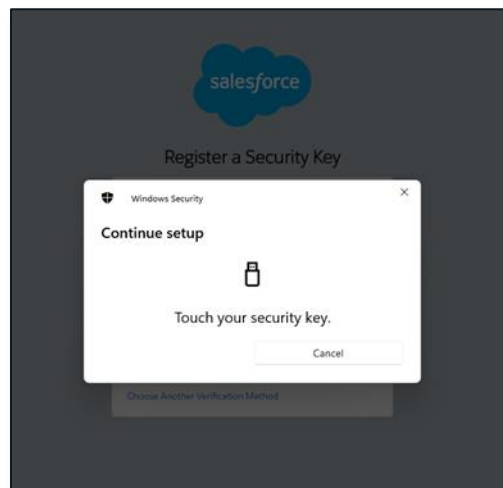 salesforce
Register a Security Key
Windows Security
Continue setup
Touch your security key.
Cancel
Choose Another Verification Method